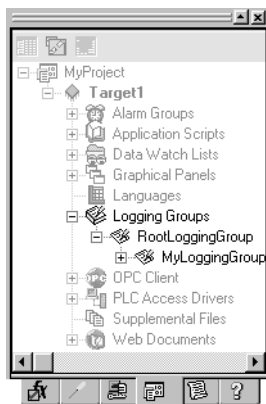 MyProject
Target1
Alarm Groups
Application Scripts
Data Watch Lists
Graphical Panels
Languages
Logging Groups
RootLoggingGroup
MyLoggingGroup
OPC Client
PLC Access Drivers
Supplemental Files
Web Documents